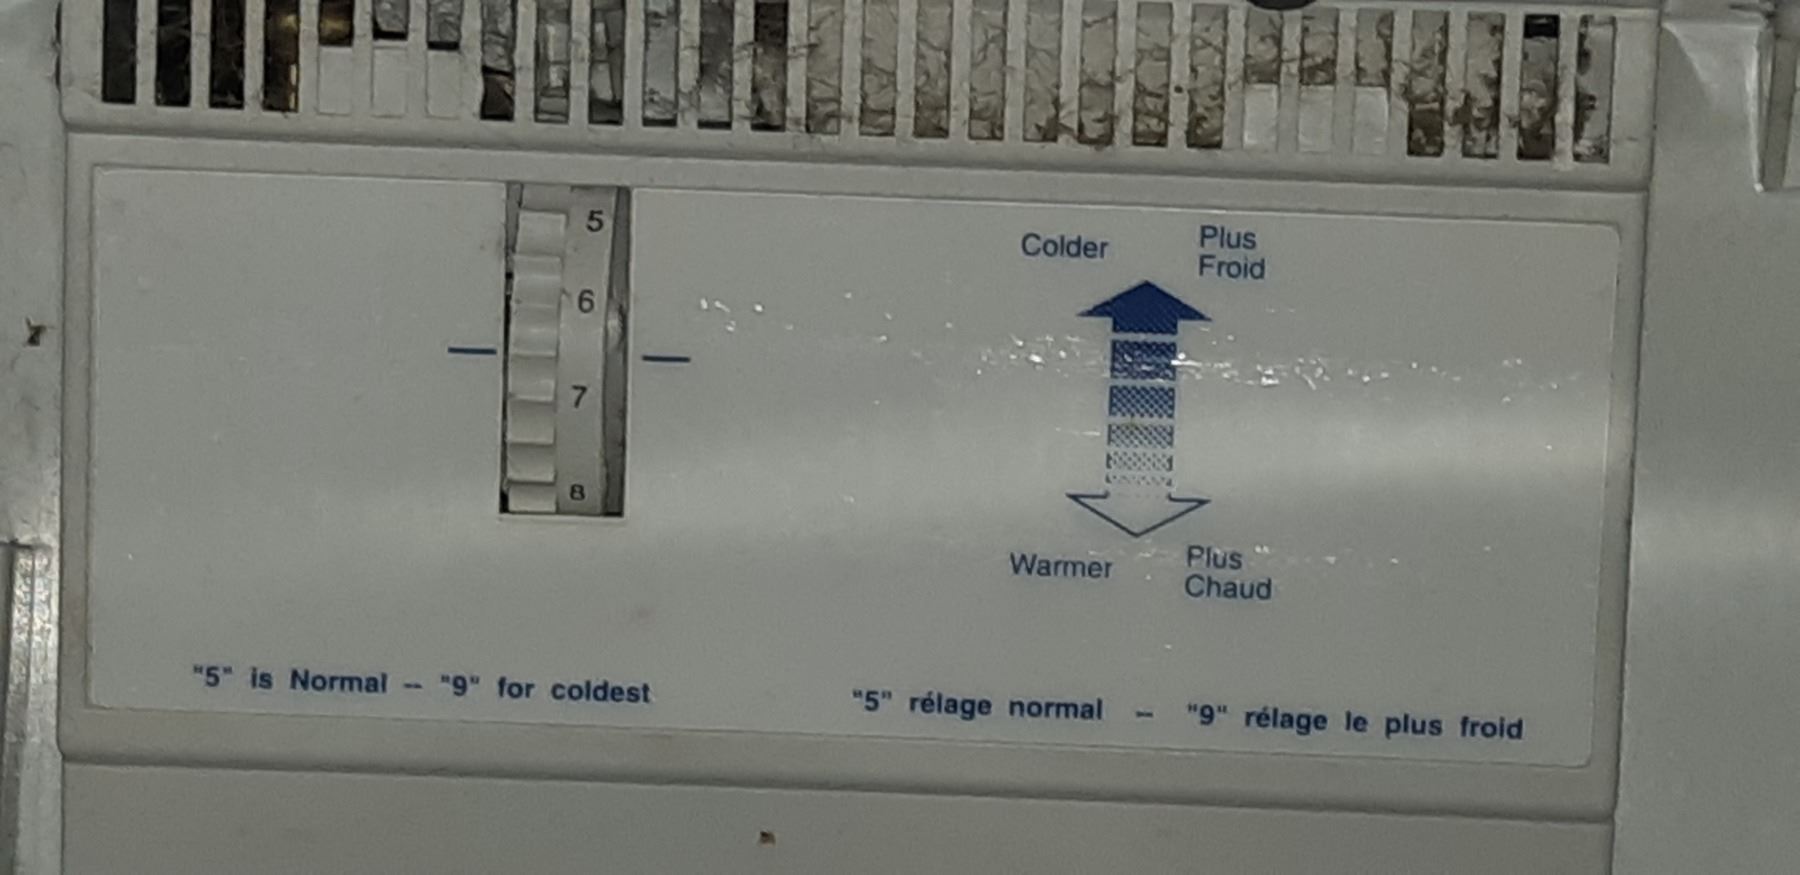 5
6
7
8
Colder
Plus
Froid
Warmer
Plus
Chaud
"5" is Normal -- "9" for coldest
"5" rélage normal -- "9" rélage le plus froid